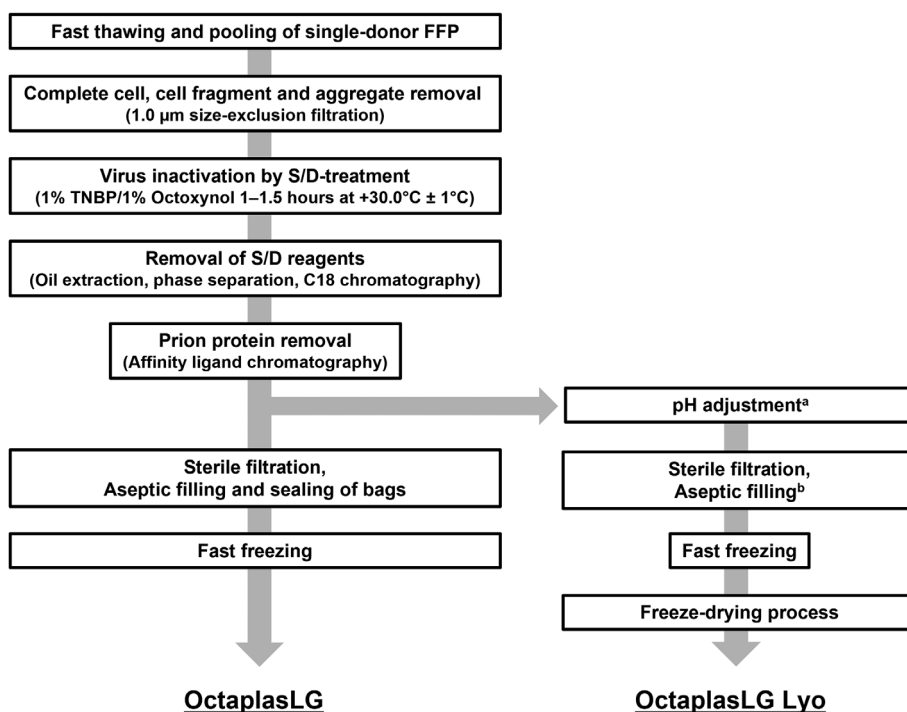 Fast thawing and pooling of single-donor FFP
Complete cell, cell fragment and aggregate removal
(1.0 µm size-exclusion filtration)
Virus inactivation by S/D-treatment
(1% TNBP/1% Octoxynol 1–1.5 hours at +30.0°C ± 1°C)
Removal of S/D reagents
(Oil extraction, phase separation, C18 chromatography)
Prion protein removal
(Affinity ligand chromatography)
Sterile filtration,
Aseptic filling and sealing of bags
Fast freezing
OctaplasLG
pH adjustmentᵃ
Sterile filtration,
Aseptic fillingᵇ
Fast freezing
Freeze-drying process
OctaplasLG Lyo